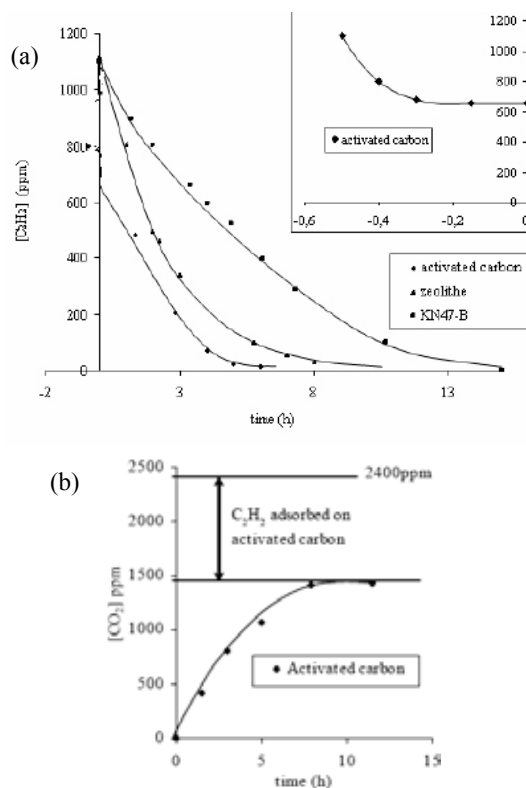 (a)
1200
1000
800
600
400
200
0
[C2H2] (ppm)
-2
3
8
13
time (h)
activated carbon
zeolithe
KN47-B
1200
1000
800
600
400
200
0
-0,6
-0,4
-0,2
0
activated carbon
(b)
2500
2000
1500
1000
500
0
[CO2] ppm
2400ppm
C2H2 adsorbed on
activated carbon
Activated carbon
0
5
10
15
time (h)